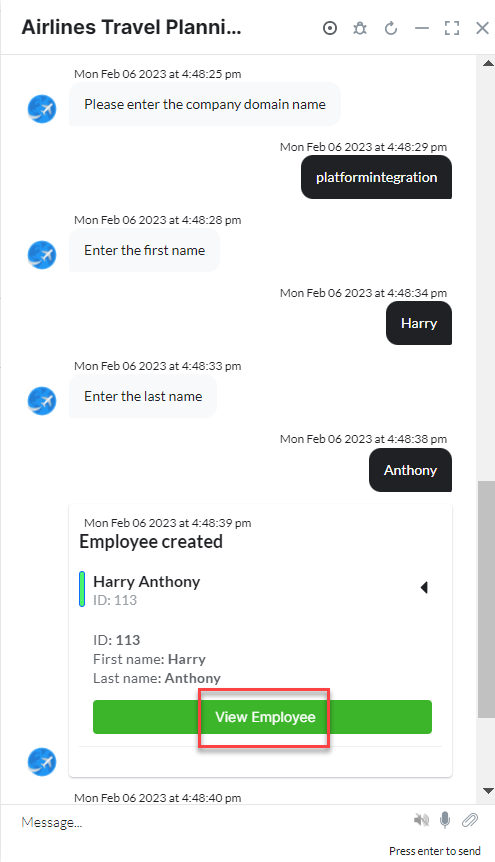 Airlines Travel Planni...
Mon Feb 06 2023 at 4:48:25 pm
Please enter the company domain name
Mon Feb 06 2023 at 4:48:29 pm
platformintegration
Mon Feb 06 2023 at 4:48:28 pm
Enter the first name
Mon Feb 06 2023 at 4:48:34 pm
Harry
Mon Feb 06 2023 at 4:48:33 pm
Enter the last name
Mon Feb 06 2023 at 4:48:38 pm
Anthony
Mon Feb 06 2023 at 4:48:39 pm
Employee created
Harry Anthony
ID: 113
ID: 113
First name: Harry
Last name: Anthony
View Employee
Mon Feb 06 2023 at 4:48:40 pm
Message...
Press enter to send